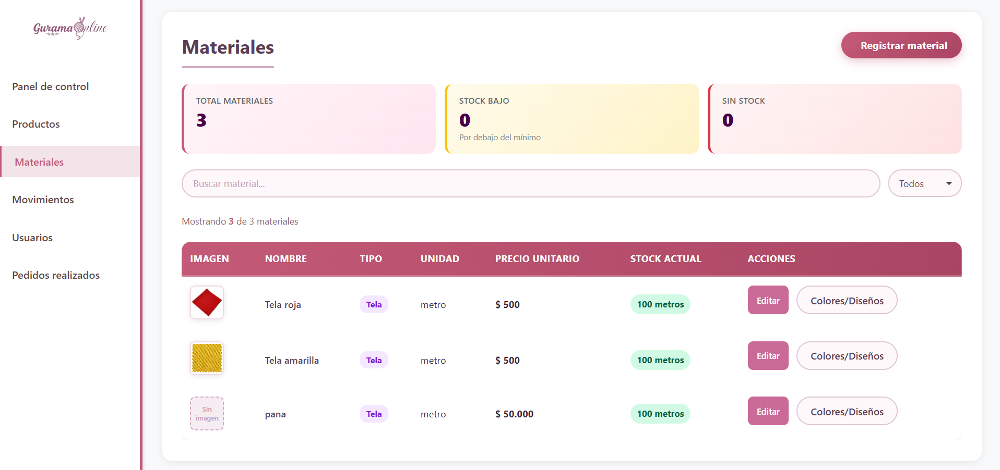 Gurama Online
Panel de control
Productos
Materiales
Movimientos
Usuarios
Pedidos realizados
Materiales
Registrar material
TOTAL MATERIALES
3
STOCK BAJO
0
Por debajo del mínimo
SIN STOCK
0
Buscar material...
Todos
Mostrando 3 de 3 materiales
IMAGEN NOMBRE TIPO UNIDAD PRECIO UNITARIO STOCK ACTUAL ACCIONES
Tela roja Tela metro $ 500 100 metros Editar Colores/Diseños
Tela amarilla Tela metro $ 500 100 metros Editar Colores/Diseños
Sin
imagen
pana Tela metro $ 50.000 100 metros Editar Colores/Diseños